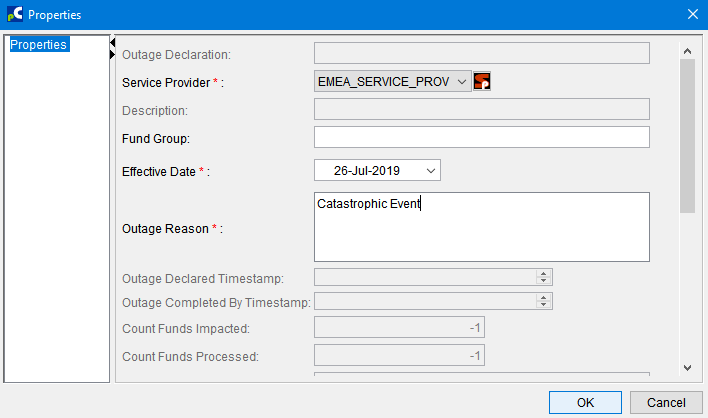 Properties
Properties
Outage Declaration:
Service Provider * : EMEA_SERVICE_PROV
Description:
Fund Group:
Effective Date * : 26-Jul-2019
Outage Reason * : Catastrophic Event
Outage Declared Timestamp:
Outage Completed By Timestamp:
Count Funds Impacted: -1
Count Funds Processed: -1
OK Cancel